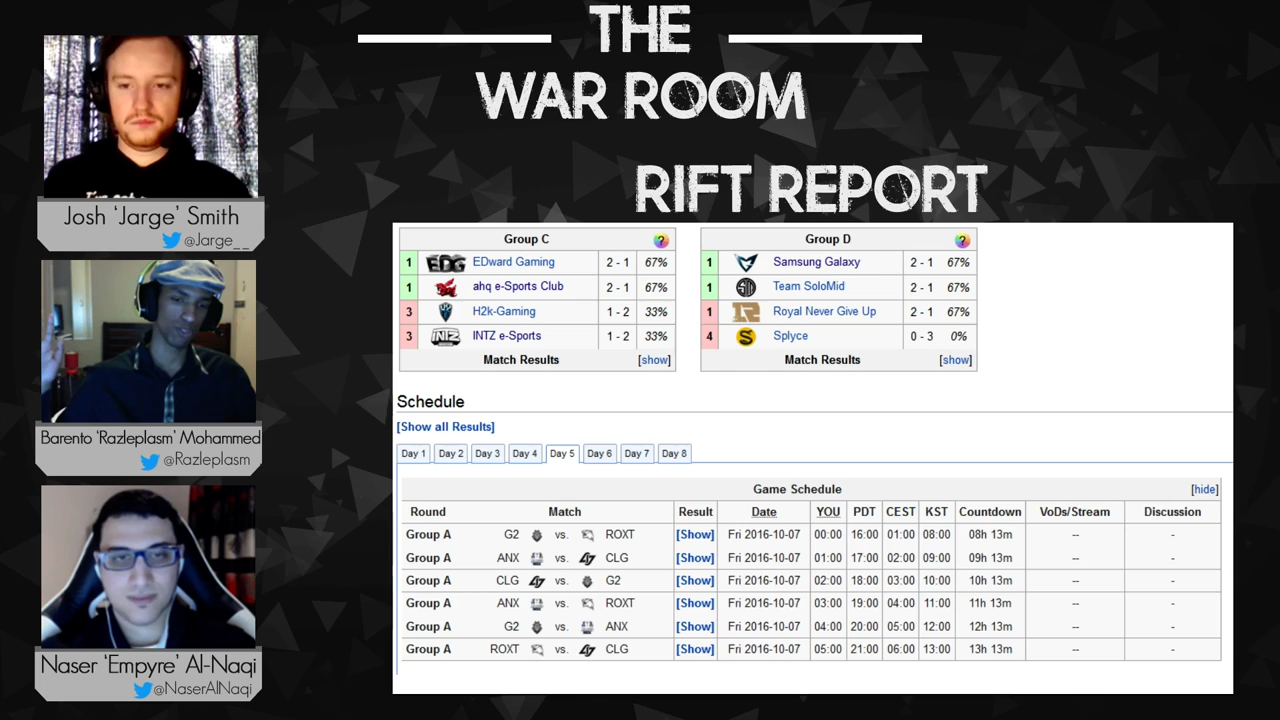 THE
WAR ROOM
RIFT REPORT
Josh ‘Jarge’ Smith
@Jarge__
Barento ‘Razleplasm’ Mohammed
@Razleplasm
Naser ‘Empyre’ Al-Naqi
@NaserAlNaqi
Group C ?
1 EDG EDward Gaming 2 - 1 67%
1 ahq e-Sports Club 2 - 1 67%
3 H2k-Gaming 1 - 2 33%
3 INTZ INTZ e-Sports 1 - 2 33%
Match Results [show]
Group D ?
1 Samsung Galaxy 2 - 1 67%
1 TSM Team SoloMid 2 - 1 67%
1 R Royal Never Give Up 2 - 1 67%
4 S Splyce 0 - 3 0%
Match Results [show]
Schedule
[Show all Results]
Day 1 Day 2 Day 3 Day 4 Day 5 Day 6 Day 7 Day 8
Game Schedule [hide]
Round Match Result Date YOU PDT CEST KST Countdown VoDs/Stream Discussion
Group A G2 vs. ROXT [Show] Fri 2016-10-07 00:00 16:00 01:00 08:00 08h 13m -- -
Group A ANX vs. CLG [Show] Fri 2016-10-07 01:00 17:00 02:00 09:00 09h 13m -- -
Group A CLG vs. G2 [Show] Fri 2016-10-07 02:00 18:00 03:00 10:00 10h 13m -- -
Group A ANX vs. ROXT [Show] Fri 2016-10-07 03:00 19:00 04:00 11:00 11h 13m -- -
Group A G2 vs. ANX [Show] Fri 2016-10-07 04:00 20:00 05:00 12:00 12h 13m -- -
Group A ROXT vs. CLG [Show] Fri 2016-10-07 05:00 21:00 06:00 13:00 13h 13m -- -